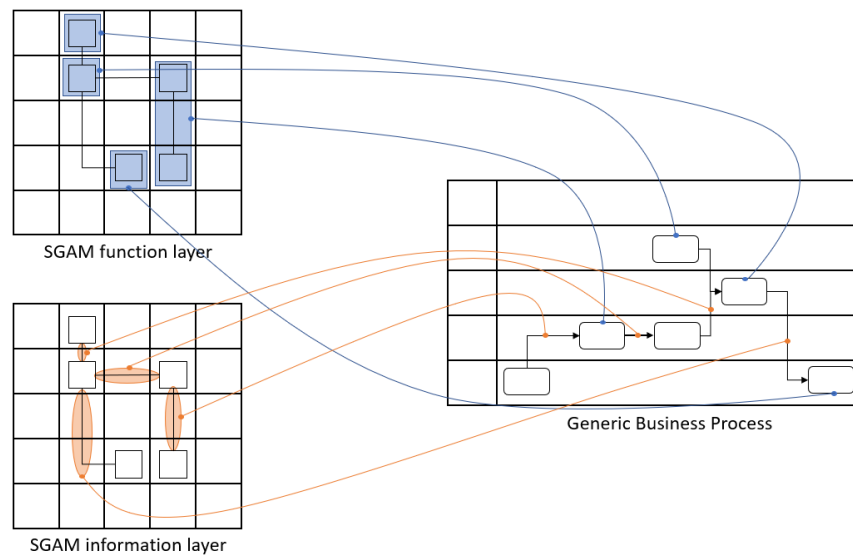 SGAM function layer
Generic Business Process
SGAM information layer